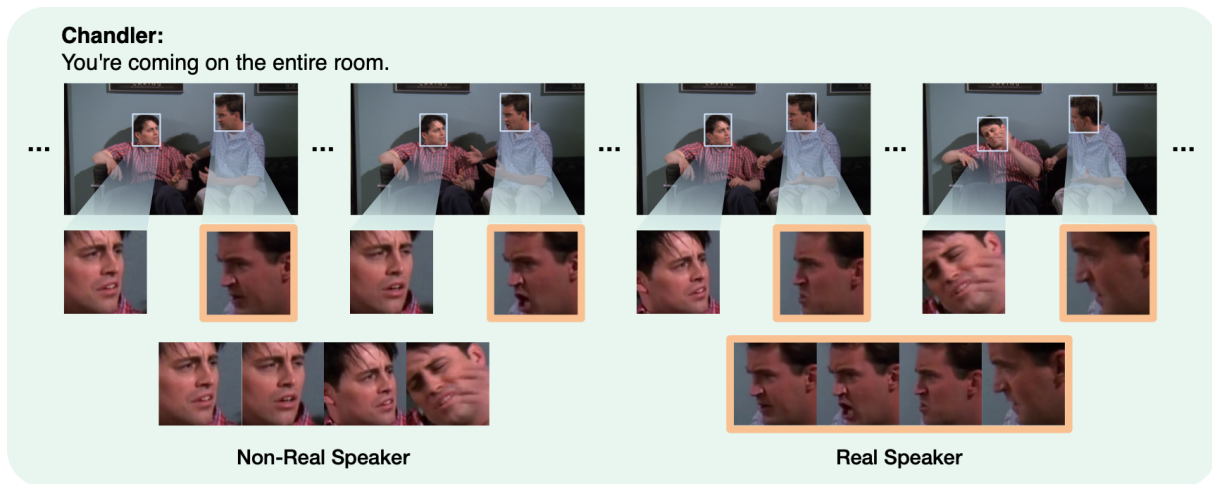 Chandler:
You're coming on the entire room.
... ... ... ... ...
Non-Real Speaker
Real Speaker